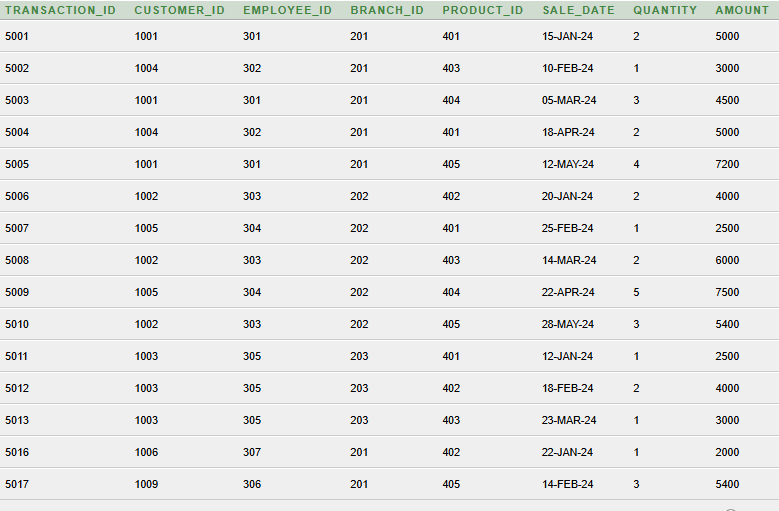 TRANSACTION_ID CUSTOMER_ID EMPLOYEE_ID BRANCH_ID PRODUCT_ID SALE_DATE QUANTITY AMOUNT
5001 1001 301 201 401 15-JAN-24 2 5000
5002 1004 302 201 403 10-FEB-24 1 3000
5003 1001 301 201 404 05-MAR-24 3 4500
5004 1004 302 201 401 18-APR-24 2 5000
5005 1001 301 201 405 12-MAY-24 4 7200
5006 1002 303 202 402 20-JAN-24 2 4000
5007 1005 304 202 401 25-FEB-24 1 2500
5008 1002 303 202 403 14-MAR-24 2 6000
5009 1005 304 202 404 22-APR-24 5 7500
5010 1002 303 202 405 28-MAY-24 3 5400
5011 1003 305 203 401 12-JAN-24 1 2500
5012 1003 305 203 402 18-FEB-24 2 4000
5013 1003 305 203 403 23-MAR-24 1 3000
5016 1006 307 201 402 22-JAN-24 1 2000
5017 1009 306 201 405 14-FEB-24 3 5400